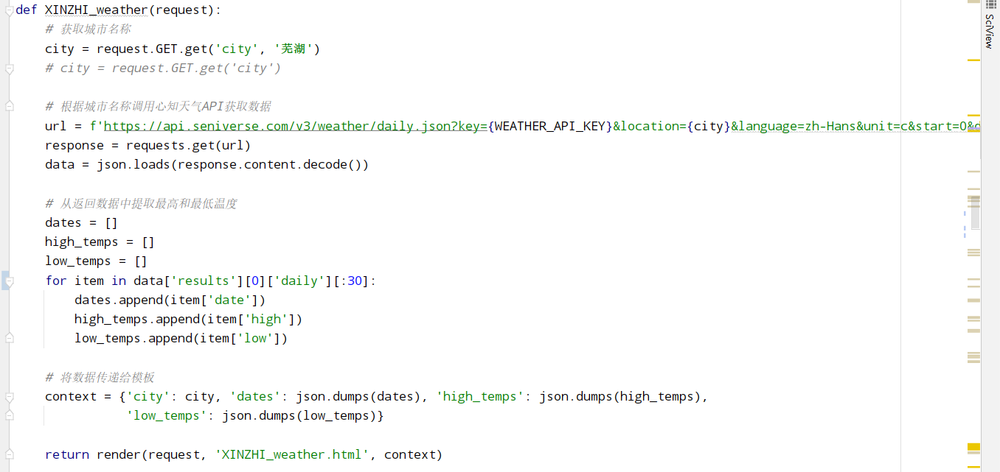 def XINZHI_weather(request):
    # 获取城市名称
    city = request.GET.get('city', '芜湖')
    # city = request.GET.get('city')
    # 根据城市名称调用心知天气API获取数据
    url = f'https://api.seniverse.com/v3/weather/daily.json?key={WEATHER_API_KEY}&location={city}&language=zh-Hans&unit=c&start=0&d
    response = requests.get(url)
    data = json.loads(response.content.decode())
    # 从返回数据中提取最高和最低温度
    dates = []
    high_temps = []
    low_temps = []
    for item in data['results'][0]['daily'][:30]:
        dates.append(item['date'])
        high_temps.append(item['high'])
        low_temps.append(item['low'])
    # 将数据传递给模板
    context = {'city': city, 'dates': json.dumps(dates), 'high_temps': json.dumps(high_temps),
               'low_temps': json.dumps(low_temps)}
    return render(request, 'XINZHI_weather.html', context)
SciView